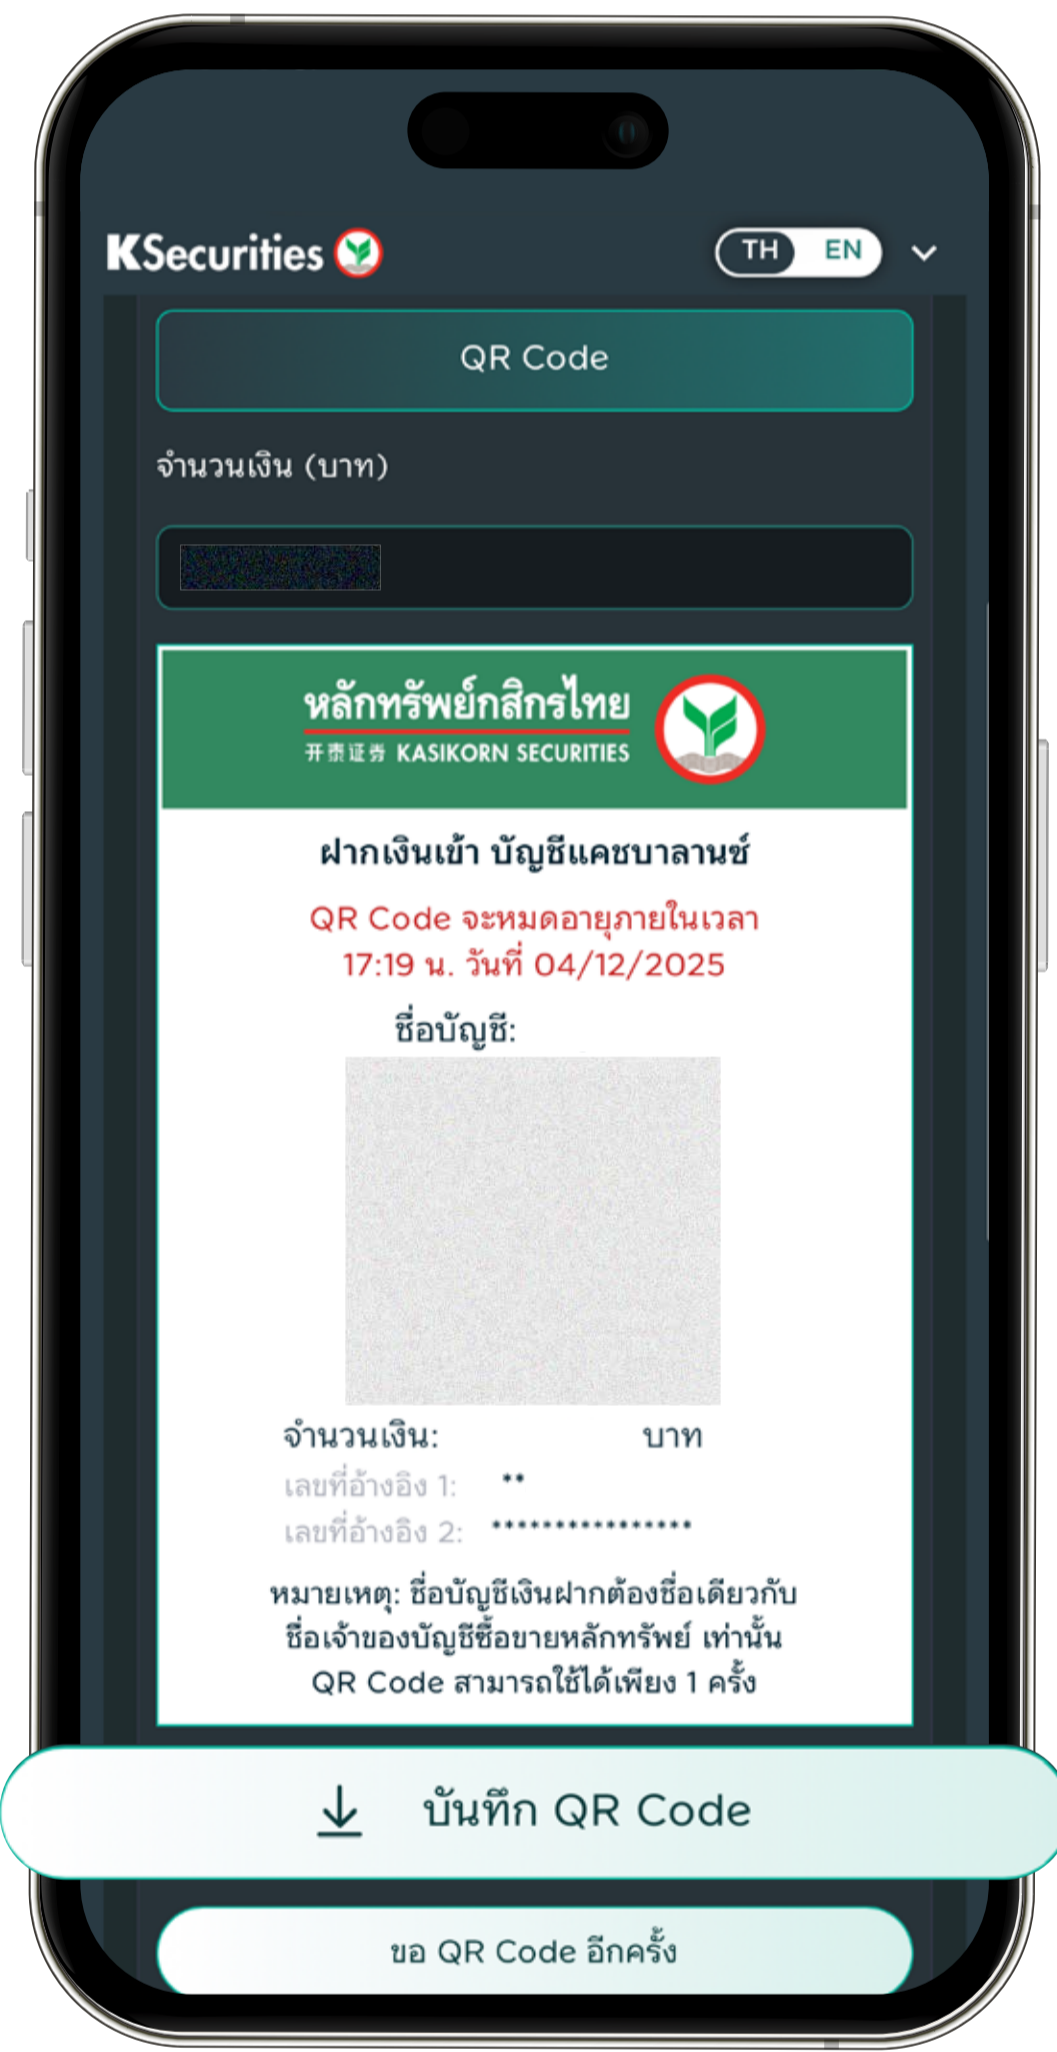 KSecurities
TH EN
QR Code
จำนวนเงิน (บาท)
หลักทรัพย์กสิกรไทย
开泰证券 KASIKORN SECURITIES
ฝากเงินเข้า บัญชีแคชบาลานซ์
QR Code จะหมดอายุภายในเวลา
17:19 น. วันที่ 04/12/2025
ชื่อบัญชี:
จำนวนเงิน: บาท
เลขที่อ้างอิง 1: **
เลขที่อ้างอิง 2: ****************
หมายเหตุ: ชื่อบัญชีเงินฝากต้องชื่อเดียวกับ
ชื่อเจ้าของบัญชีซื้อขายหลักทรัพย์ เท่านั้น
QR Code สามารถใช้ได้เพียง 1 ครั้ง
บันทึก QR Code
ขอ QR Code อีกครั้ง